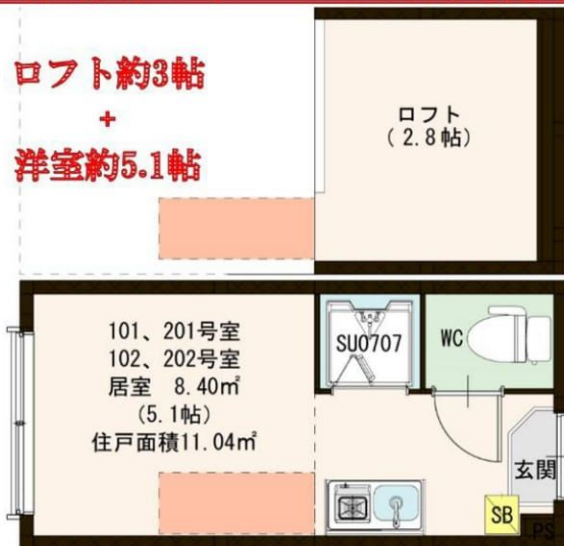 ロフト約3帖
+
洋室約5.1帖
ロフト
(2.8帖)
101、201号室
102、202号室
居室 8.40㎡
(5.1帖)
住戸面積11.04㎡
SU0707
WC
玄関
SB
PS